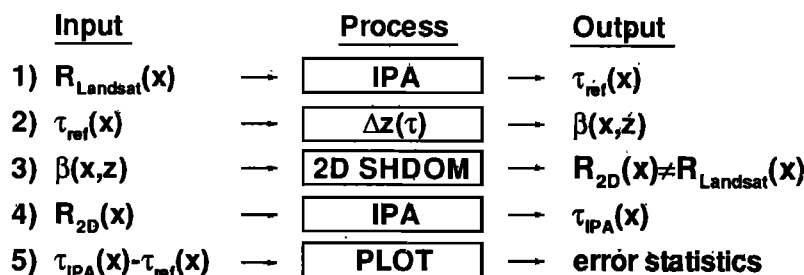 Input Process Output
1) R_Landsat(x) → IPA → τ_ref(x)
2) τ_ref(x) → Δz(τ) → β(x,z)
3) β(x,z) → 2D SHDOM → R_2D(x)≠R_Landsat(x)
4) R_2D(x) → IPA → τ_IPA(x)
5) τ_IPA(x)-τ_ref(x) → PLOT → error statistics